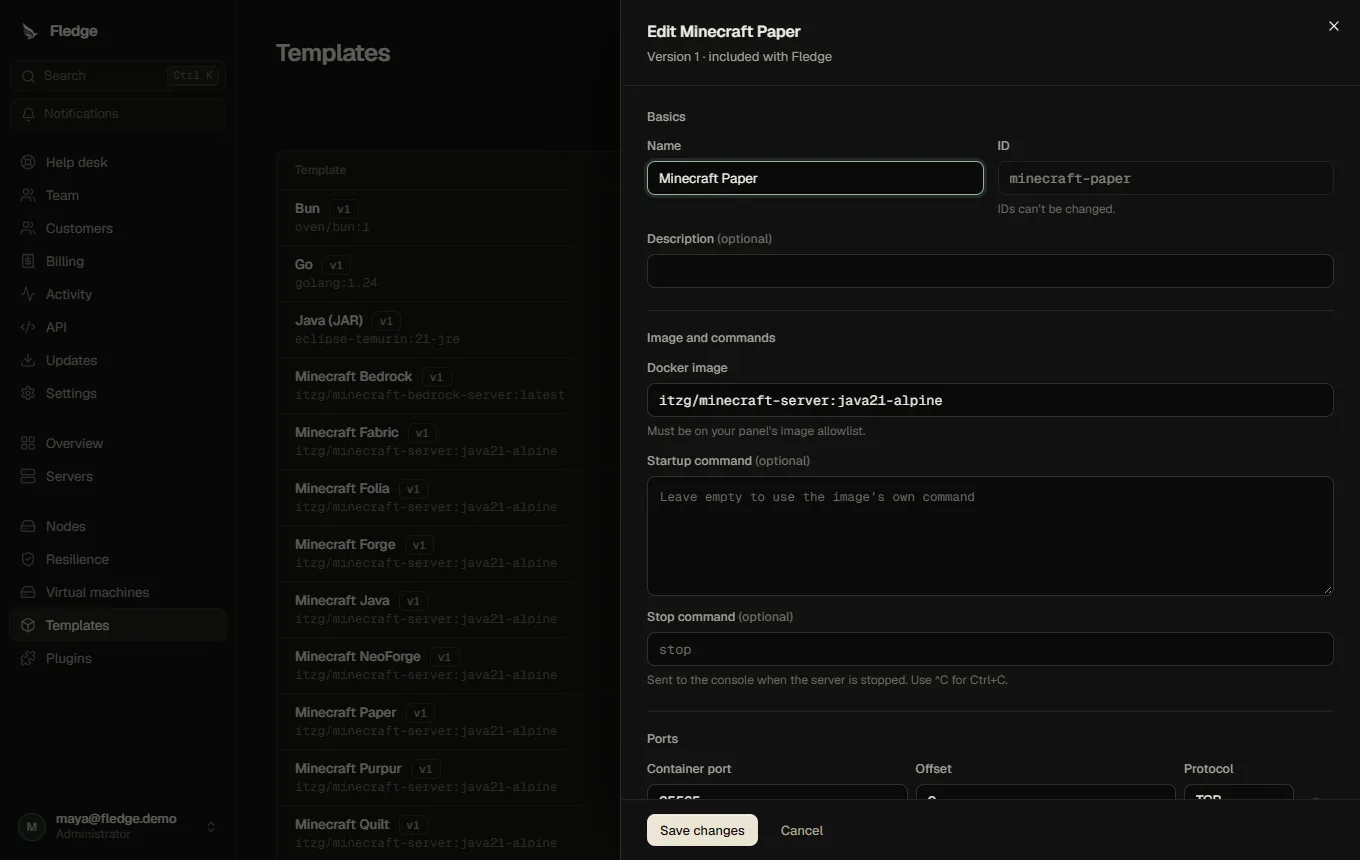 Fledge
Search
Ctrl K
Notifications
Help desk
Team
Customers
Billing
Activity
API
Updates
Settings
Overview
Servers
Nodes
Resilience
Virtual machines
Templates
Plugins
M
maya@fledge.demo
Administrator
Templates
Template
Bun v1
oven/bun:1
Go v1
golang:1.24
Java (JAR) v1
eclipse-temurin:21-jre
Minecraft Bedrock v1
itzg/minecraft-bedrock-server:latest
Minecraft Fabric v1
itzg/minecraft-server:java21-alpine
Minecraft Folia v1
itzg/minecraft-server:java21-alpine
Minecraft Forge v1
itzg/minecraft-server:java21-alpine
Minecraft Java v1
itzg/minecraft-server:java21-alpine
Minecraft NeoForge v1
itzg/minecraft-server:java21-alpine
Minecraft Paper v1
itzg/minecraft-server:java21-alpine
Minecraft Purpur v1
itzg/minecraft-server:java21-alpine
Minecraft Quilt v1
itzg/minecraft-server:java21-alpine
Edit Minecraft Paper
Version 1 · included with Fledge
Basics
Name
Minecraft Paper
ID
minecraft-paper
IDs can't be changed.
Description (optional)
Image and commands
Docker image
itzg/minecraft-server:java21-alpine
Must be on your panel's image allowlist.
Startup command (optional)
Leave empty to use the image's own command
Stop command (optional)
stop
Sent to the console when the server is stopped. Use ^C for Ctrl+C.
Ports
Container port Offset Protocol
TCP
Save changes Cancel